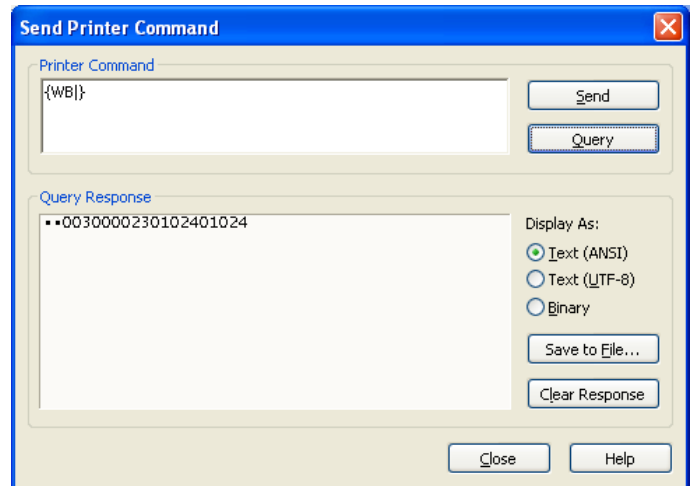 Send Printer Command
Printer Command
{WB|}
Send
Query
Query Response
▪▪0030000230102401024
Display As:
Text (ANSI)
Text (UTF-8)
Binary
Save to File...
Clear Response
Close
Help